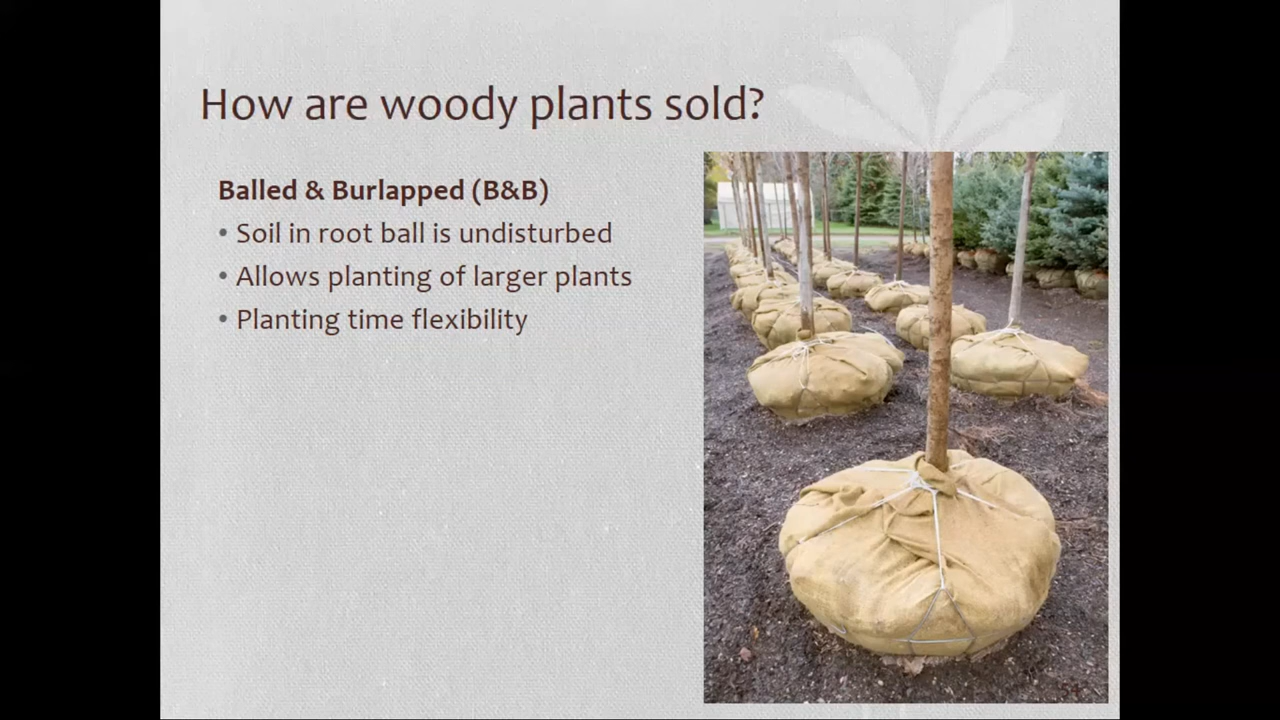 How are woody plants sold?
Balled & Burlapped (B&B)
• Soil in root ball is undisturbed
• Allows planting of larger plants
• Planting time flexibility